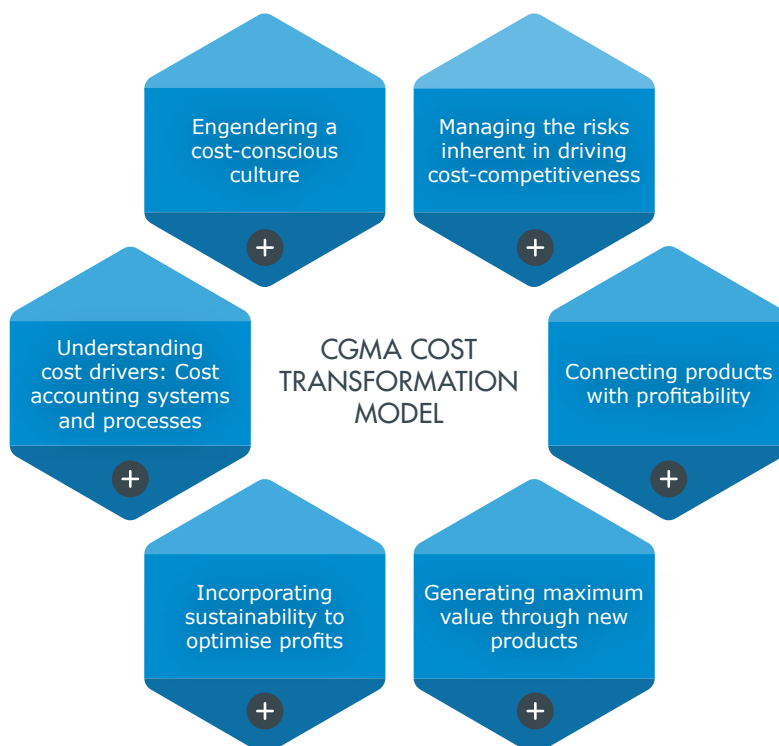 Engendering a
cost-conscious
culture
Managing the risks
inherent in driving
cost-competitiveness
Understanding
cost drivers: Cost
accounting systems
and processes
CGMA COST
TRANSFORMATION
MODEL
Connecting products
with profitability
Incorporating
sustainability to
optimise profits
Generating maximum
value through new
products